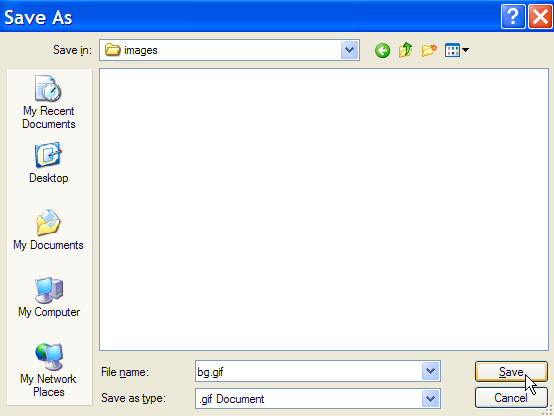 Save As
Save in:
images
My Recent
Documents
Desktop
My Documents
My Computer
My Network
Places
File name:
bg.gif
Save
Save as type:
.gif Document
Cancel